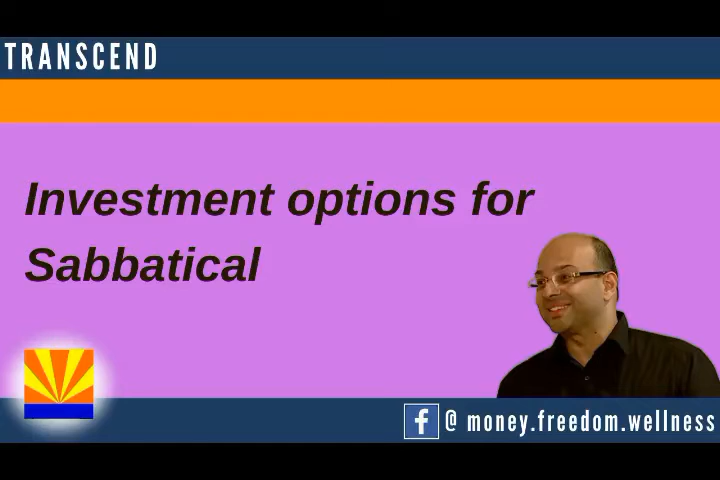 TRANSCEND
Investment options for
Sabbatical
f @ money.freedom.wellness